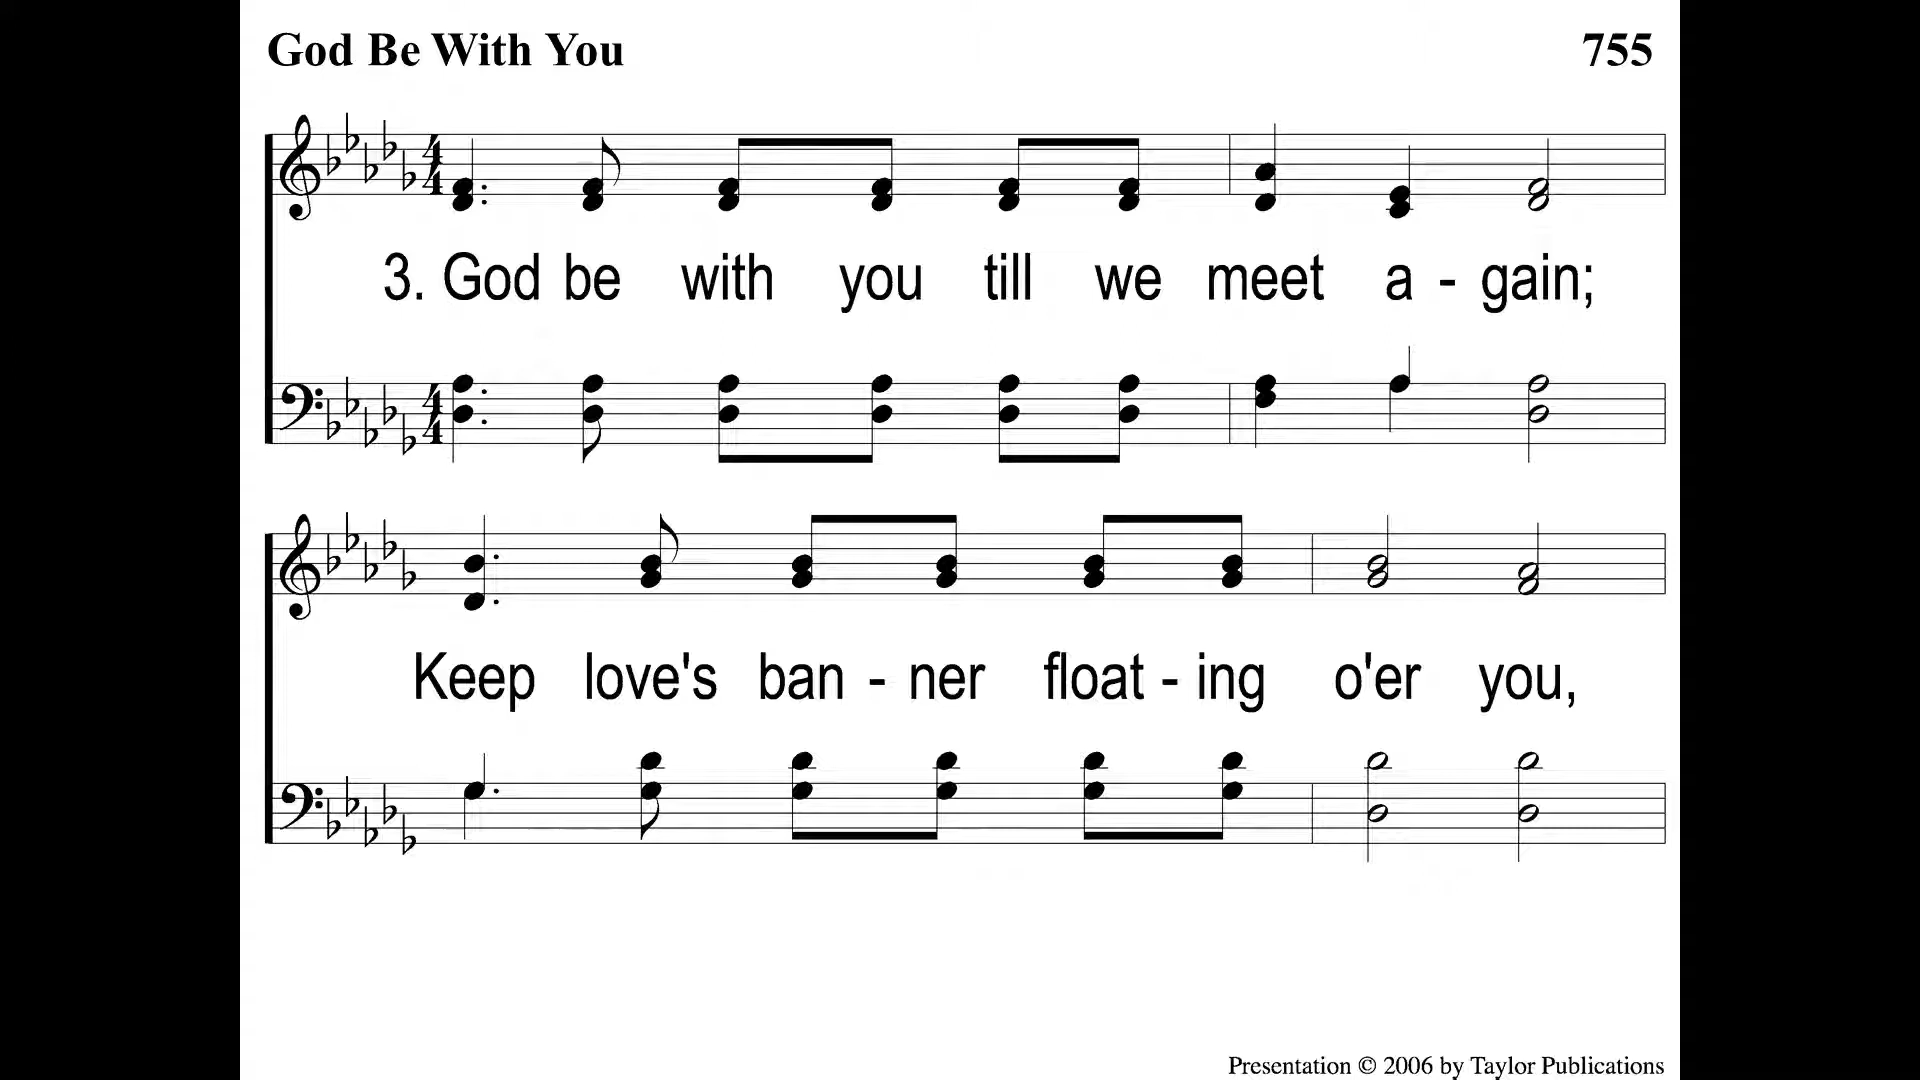 God Be With You 755
3. God be with you till we meet a - gain;
Keep love's ban - ner float - ing o'er you,
Presentation © 2006 by Taylor Publications